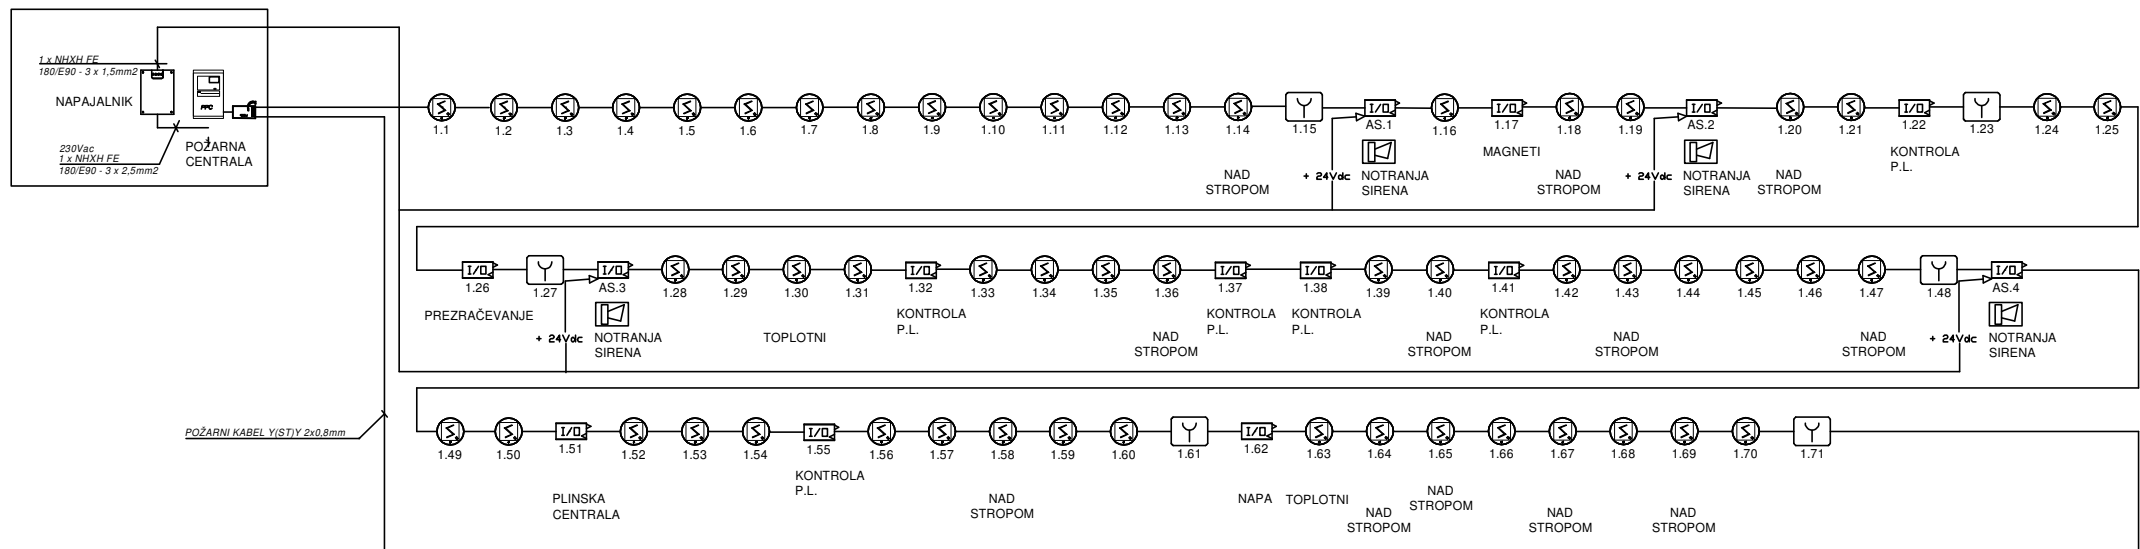 1 x NHXH FE
180/E90 - 3 x 1,5mm2
NAPAJALNIK
230Vac
1 x NHXH FE
180/E90 - 3 x 2,5mm2
POŽARNA
CENTRALA
1.1 1.2 1.3 1.4 1.5 1.6 1.7 1.8 1.9 1.10 1.11 1.12 1.13 1.14 1.15 I/O AS.1 1.16 I/O 1.17 1.18 1.19 I/O AS.2 1.20 1.21 I/O 1.22 1.23 1.24 1.25
NAD
STROPOM
+ 24Vdc
NOTRANJA
SIRENA
MAGNETI
NAD
STROPOM
+ 24Vdc
NOTRANJA
SIRENA
NAD
STROPOM
KONTROLA
P.L.
I/O 1.26 1.27 I/O AS.3 1.28 1.29 1.30 1.31 I/O 1.32 1.33 1.34 1.35 1.36 I/O 1.37 I/O 1.38 1.39 1.40 I/O 1.41 1.42 1.43 1.44 1.45 1.46 1.47 1.48 I/O AS.4
PREZRAČEVANJE
+ 24Vdc
NOTRANJA
SIRENA
TOPLOTNI
KONTROLA
P.L.
NAD
STROPOM
KONTROLA
P.L.
KONTROLA
P.L.
NAD
STROPOM
KONTROLA
P.L.
NAD
STROPOM
NAD
STROPOM
+ 24Vdc
NOTRANJA
SIRENA
POŽARNI KABEL Y(ST)Y 2x0,8mm
1.49 1.50 I/O 1.51 1.52 1.53 1.54 I/O 1.55 1.56 1.57 1.58 1.59 1.60 1.61 I/O 1.62 1.63 1.64 1.65 1.66 1.67 1.68 1.69 1.70 1.71
PLINSKA
CENTRALA
KONTROLA
P.L.
NAD
STROPOM
NAPA
TOPLOTNI
NAD
STROPOM
NAD
STROPOM
NAD
STROPOM
NAD
STROPOM